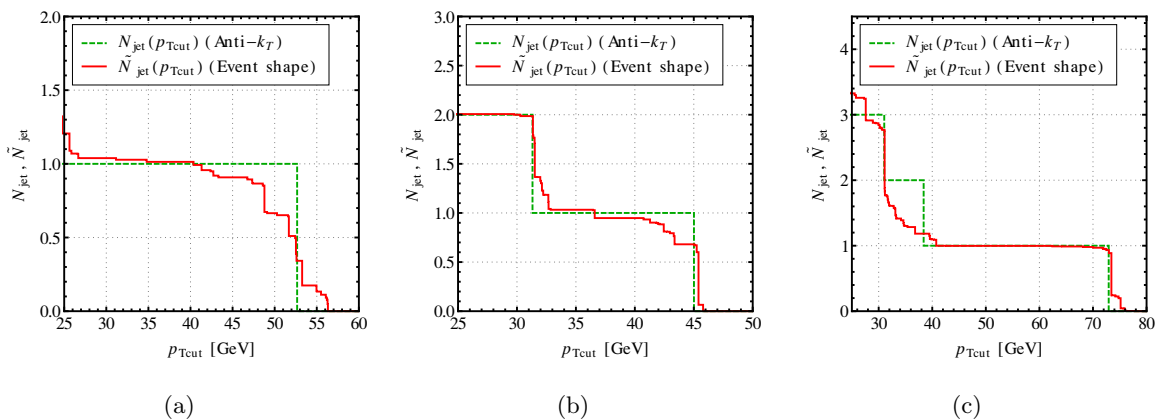 2.0
1.5
1.0
0.5
0.0
25 30 35 40 45 50 55 60
N_jet, Ñ_jet
p_Tcut [GeV]
N_jet(p_Tcut) (Anti−k_T)
Ñ_jet(p_Tcut) (Event shape)
(a)
3.0
2.5
2.0
1.5
1.0
0.5
0.0
25 30 35 40 45 50
N_jet, Ñ_jet
p_Tcut [GeV]
N_jet(p_Tcut) (Anti−k_T)
Ñ_jet(p_Tcut) (Event shape)
(b)
4
3
2
1
0
30 40 50 60 70 80
N_jet, Ñ_jet
p_Tcut [GeV]
N_jet(p_Tcut) (Anti−k_T)
Ñ_jet(p_Tcut) (Event shape)
(c)